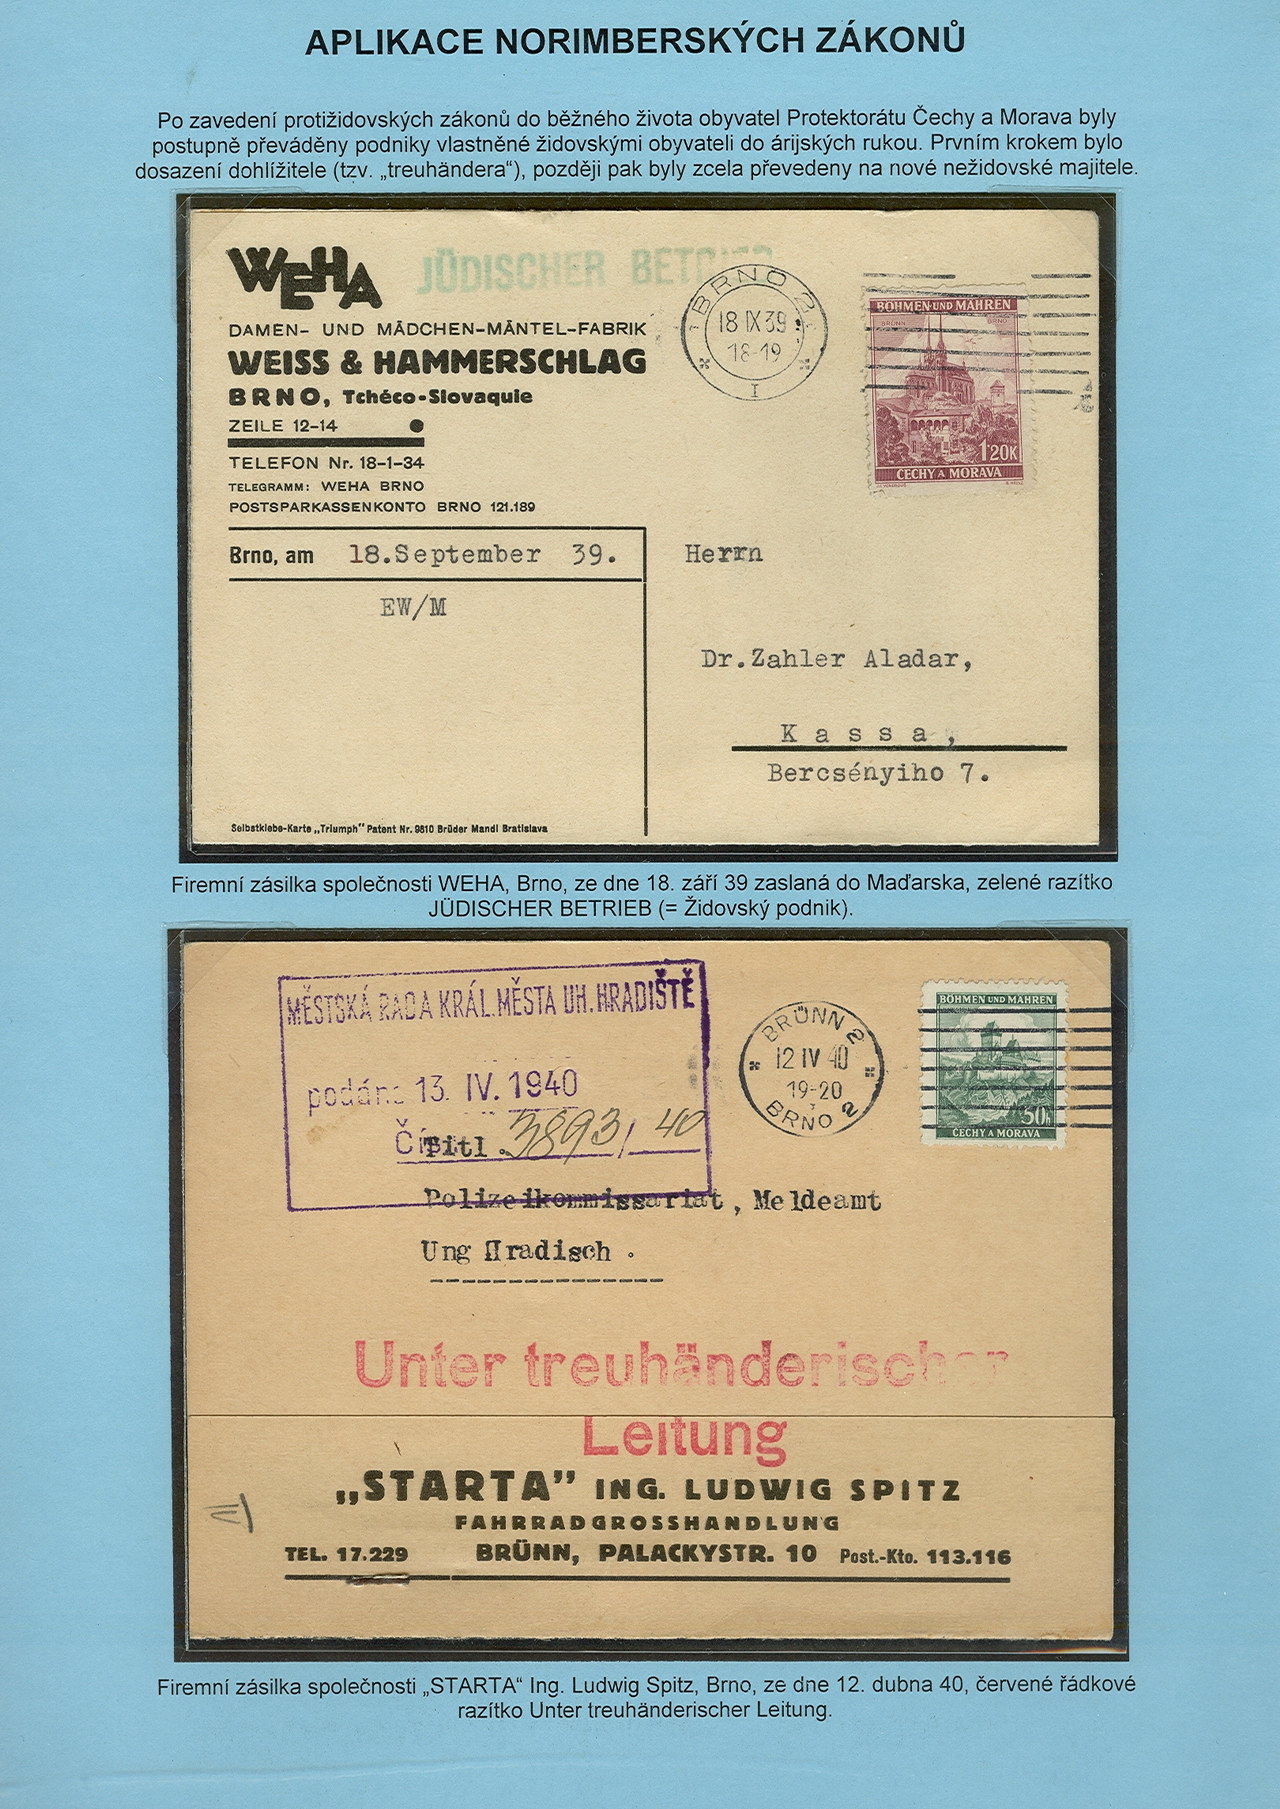 APLIKACE NORIMBERSKÝCH ZÁKONŮ
Po zavedení protižidovských zákonů do běžného života obyvatel Protektorátu Čechy a Morava byly
postupně převáděny podniky vlastněné židovskými obyvateli do árijských rukou. Prvním krokem bylo
dosazení dohlížitele (tzv. „treuhändera“), později pak byly zcela převedeny na nové nežidovské majitele.
WEHA
JÜDISCHER BETRIEB
DAMEN- UND MÄDCHEN-MÄNTEL-FABRIK
WEISS & HAMMERSCHLAG
BRNO, Tchéco-Slovaquie
ZEILE 12-14
TELEFON Nr. 18-1-34
TELEGRAMM: WEHA BRNO
POSTSPARKASSENKONTO BRNO 121.189
BRNO 2
18 IX 39
18-19
I
BÖHMEN UND MÄHREN
BRÜNN BRNO
1'20K
ČECHY A MORAVA
Brno, am 18.September 39.
EW/M
Herrn
Dr.Zahler Aladar,
Kassa,
Bercsényiho 7.
Selbstklebe-Karte „Triumph“ Patent Nr. 9810 Brüder Mandl Bratislava
Firemní zásilka společnosti WEHA, Brno, ze dne 18. září 39 zaslaná do Maďarska, zelené razítko
JÜDISCHER BETRIEB (= Židovský podnik).
MĚSTSKÁ RADA KRÁL. MĚSTA UH. HRADIŠTĚ
podáno 13. IV. 1940
3893/40
BRÜNN 2
12 IV 40
19-20
BRNO 2
BÖHMEN UND MÄHREN
50h
ČECHY A MORAVA
Titl.
Polizeikommissariat, Meldeamt
Ung Hradisch.
Unter treuhänderischer
Leitung
„STARTA” ING. LUDWIG SPITZ
FAHRRADGROSSHANDLUNG
TEL. 17.229 BRÜNN, PALACKYSTR. 10 Post.-Kto. 113.116
Firemní zásilka společnosti „STARTA“ Ing. Ludwig Spitz, Brno, ze dne 12. dubna 40, červené řádkové
razítko Unter treuhänderischer Leitung.